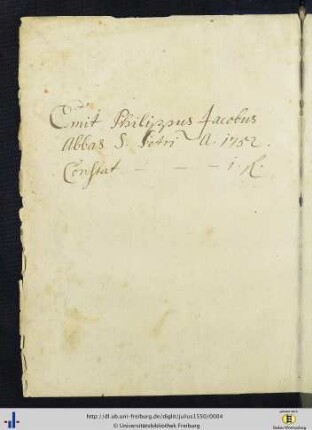 Emit Philippus Jacobus
Abbas S. Petri A. 1752.
Constat — — — 1. fl.
http://dl.ub.uni-freiburg.de/diglit/julius1550/0004
© Universitätsbibliothek Freiburg